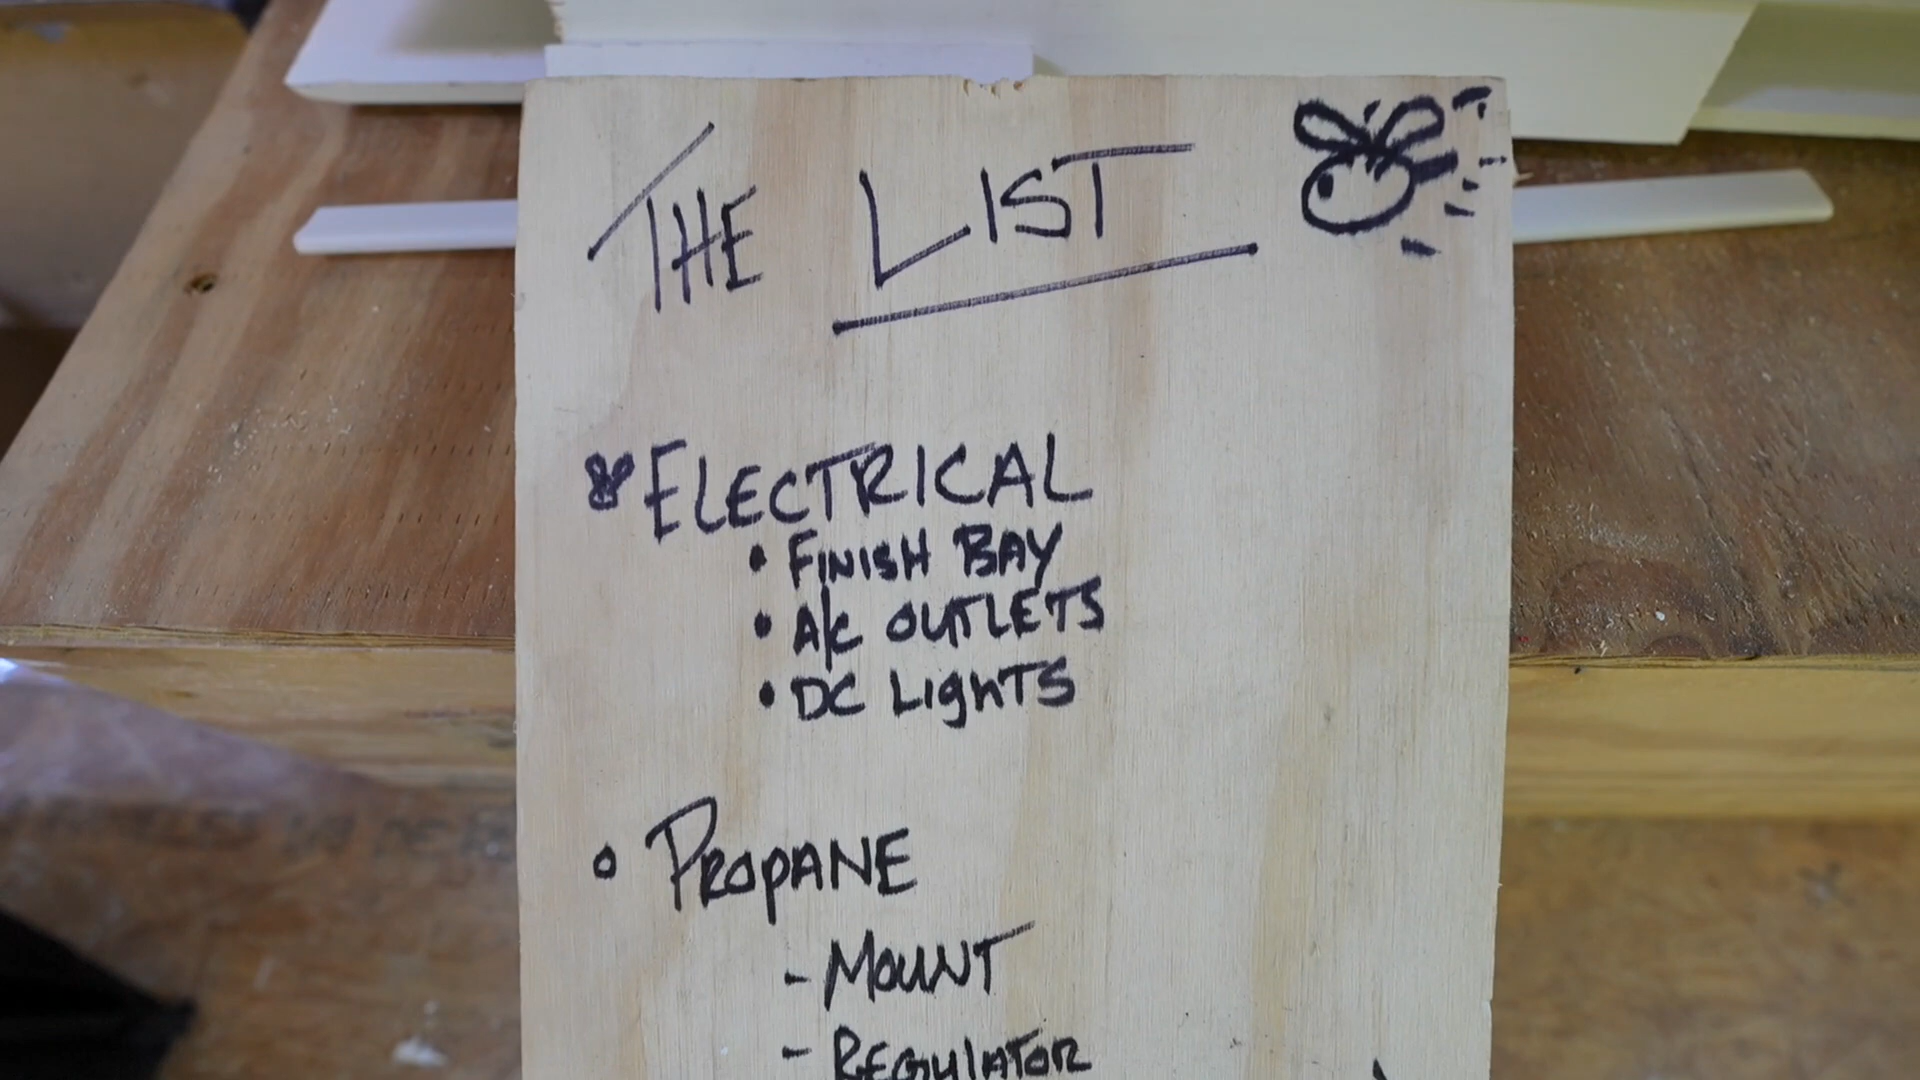 THE LIST
ELECTRICAL
• FINISH BAY
• A/C OUTLETS
• DC LIghTS
○ PROPANE
- MOUNT
- REGULATOR